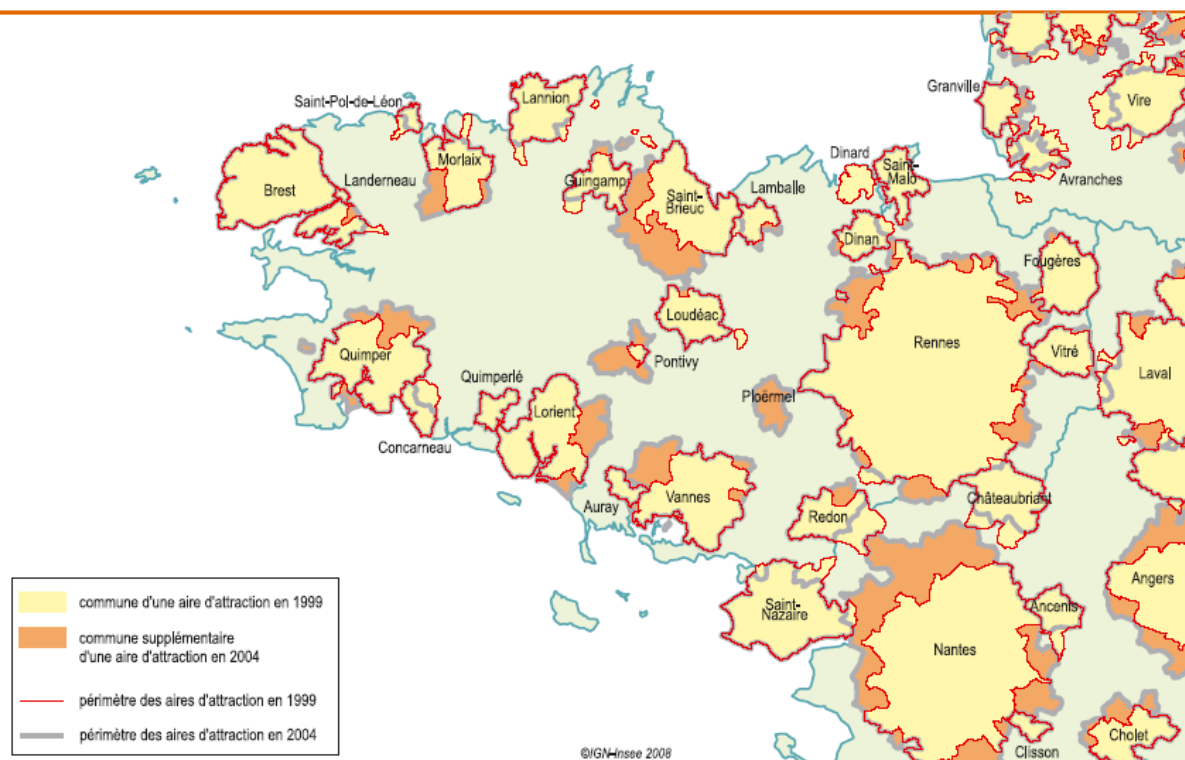 Saint-Pol-de-Léon
Lannion
Granville
Vire
Morlaix
Dinard
Saint-
Malo
Brest
Landerneau
Guingamp
Saint-
Brieuc
Lamballe
Avranches
Dinan
Fougères
Loudéac
Rennes
Vitré
Quimper
Pontivy
Laval
Quimperlé
Ploërmel
Lorient
Concarneau
Vannes
Châteaubriant
Auray
Redon
Angers
Saint-
Nazaire
Ancenis
Nantes
Cholet
Clisson
commune d'une aire d'attraction en 1999
commune supplémentaire
d'une aire d'attraction en 2004
périmètre des aires d'attraction en 1999
périmètre des aires d'attraction en 2004
©IGN-Insee 2008